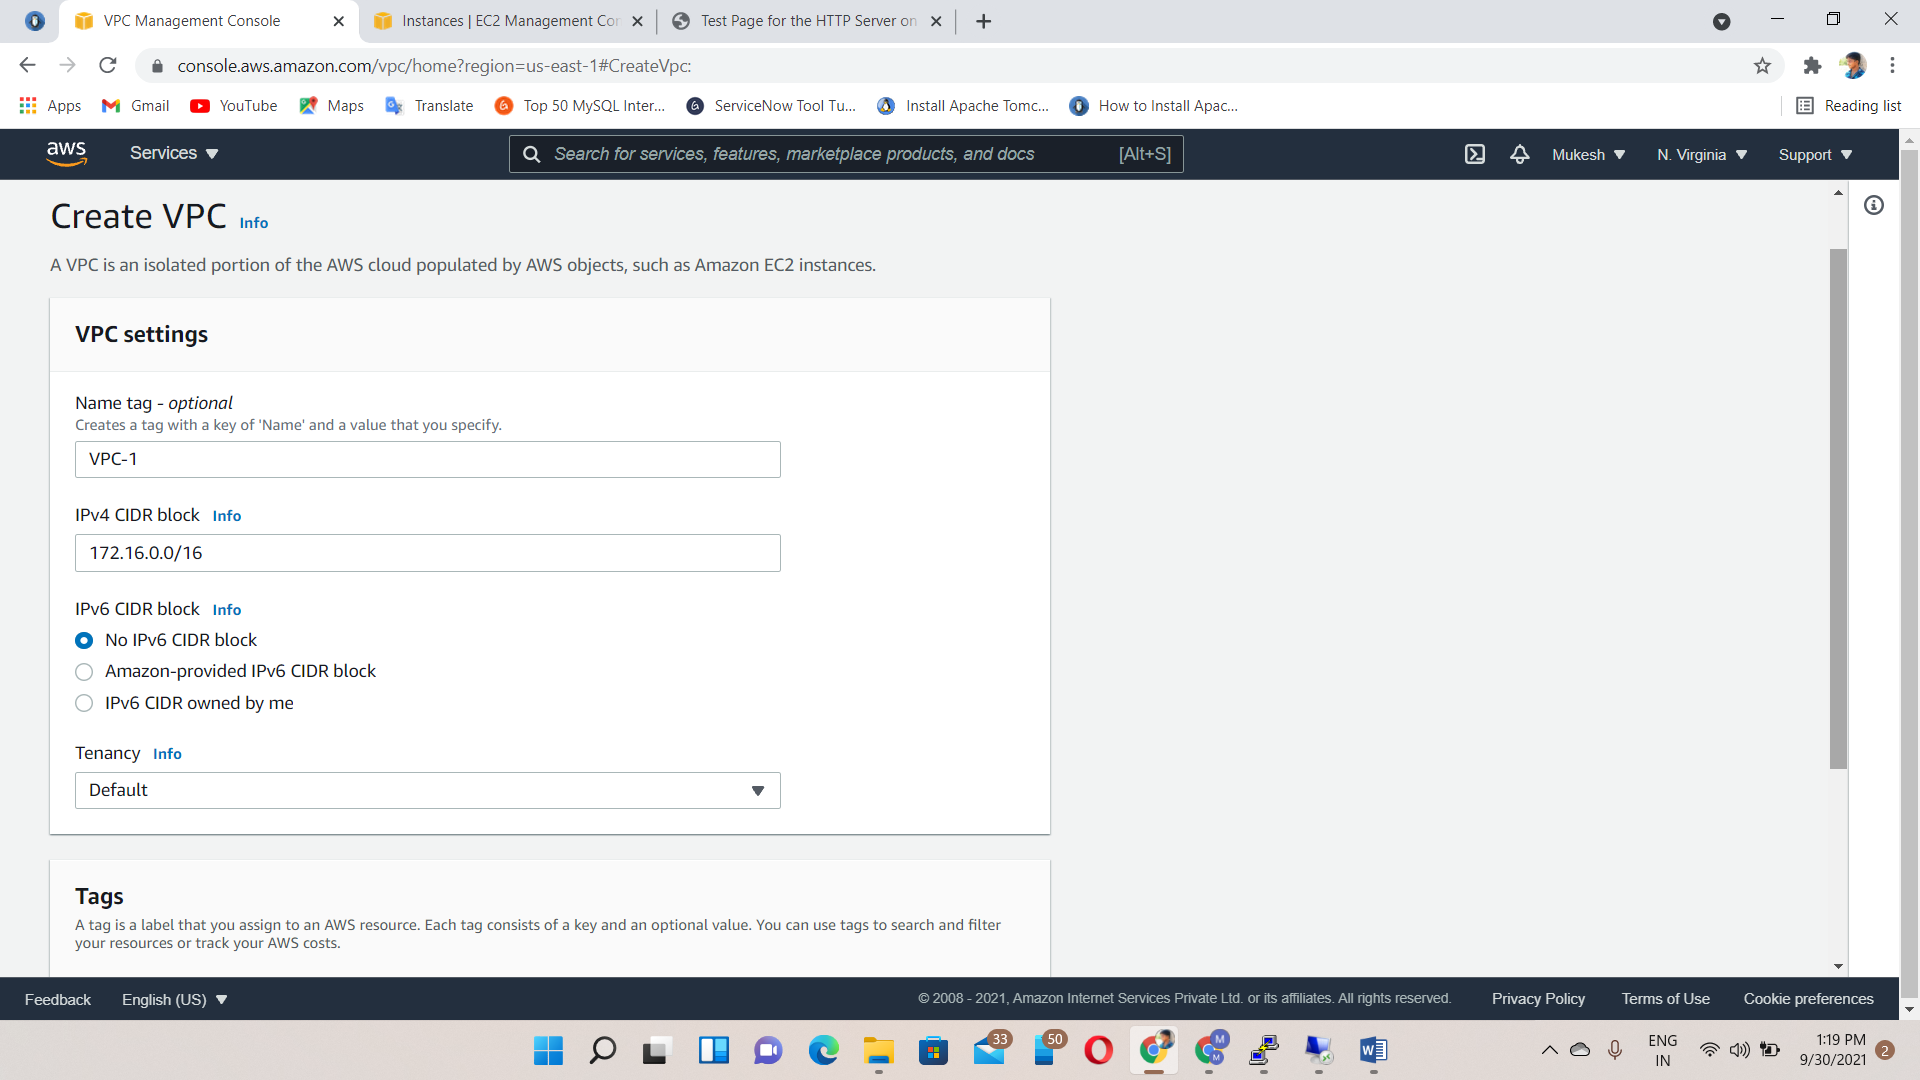 VPC Management Console
Instances | EC2 Management Con
Test Page for the HTTP Server on
console.aws.amazon.com/vpc/home?region=us-east-1#CreateVpc:
Apps
Gmail
YouTube
Maps
Translate
Top 50 MySQL Inter...
ServiceNow Tool Tu...
Install Apache Tomc...
How to Install Apac...
Reading list
aws
Services
Search for services, features, marketplace products, and docs
[Alt+S]
Mukesh
N. Virginia
Support
Create VPC Info
A VPC is an isolated portion of the AWS cloud populated by AWS objects, such as Amazon EC2 instances.
VPC settings
Name tag - optional
Creates a tag with a key of 'Name' and a value that you specify.
VPC-1
IPv4 CIDR block Info
172.16.0.0/16
IPv6 CIDR block Info
No IPv6 CIDR block
Amazon-provided IPv6 CIDR block
IPv6 CIDR owned by me
Tenancy Info
Default
Tags
A tag is a label that you assign to an AWS resource. Each tag consists of a key and an optional value. You can use tags to search and filter
your resources or track your AWS costs.
Feedback
English (US)
© 2008 - 2021, Amazon Internet Services Private Ltd. or its affiliates. All rights reserved.
Privacy Policy
Terms of Use
Cookie preferences
33
50
M
M
ENG
IN
1:19 PM
9/30/2021
2